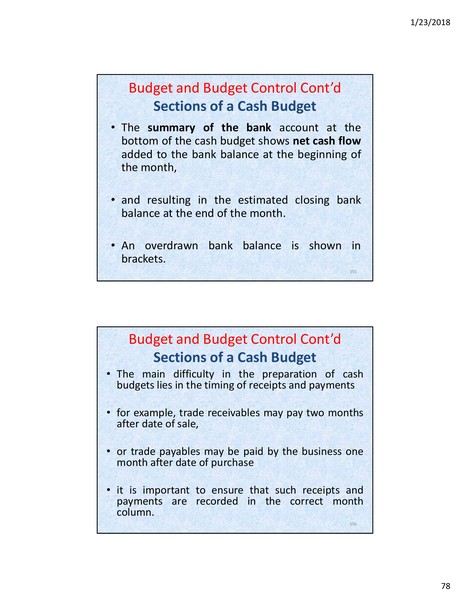 1/23/2018
Budget and Budget Control Cont’d
Sections of a Cash Budget
• The summary of the bank account at the
bottom of the cash budget shows net cash flow
added to the bank balance at the beginning of
the month,
• and resulting in the estimated closing bank
balance at the end of the month.
• An overdrawn bank balance is shown in
brackets.
Budget and Budget Control Cont’d
Sections of a Cash Budget
• The main difficulty in the preparation of cash
budgets lies in the timing of receipts and payments
• for example, trade receivables may pay two months
after date of sale,
• or trade payables may be paid by the business one
month after date of purchase
• it is important to ensure that such receipts and
payments are recorded in the correct month
column.
78